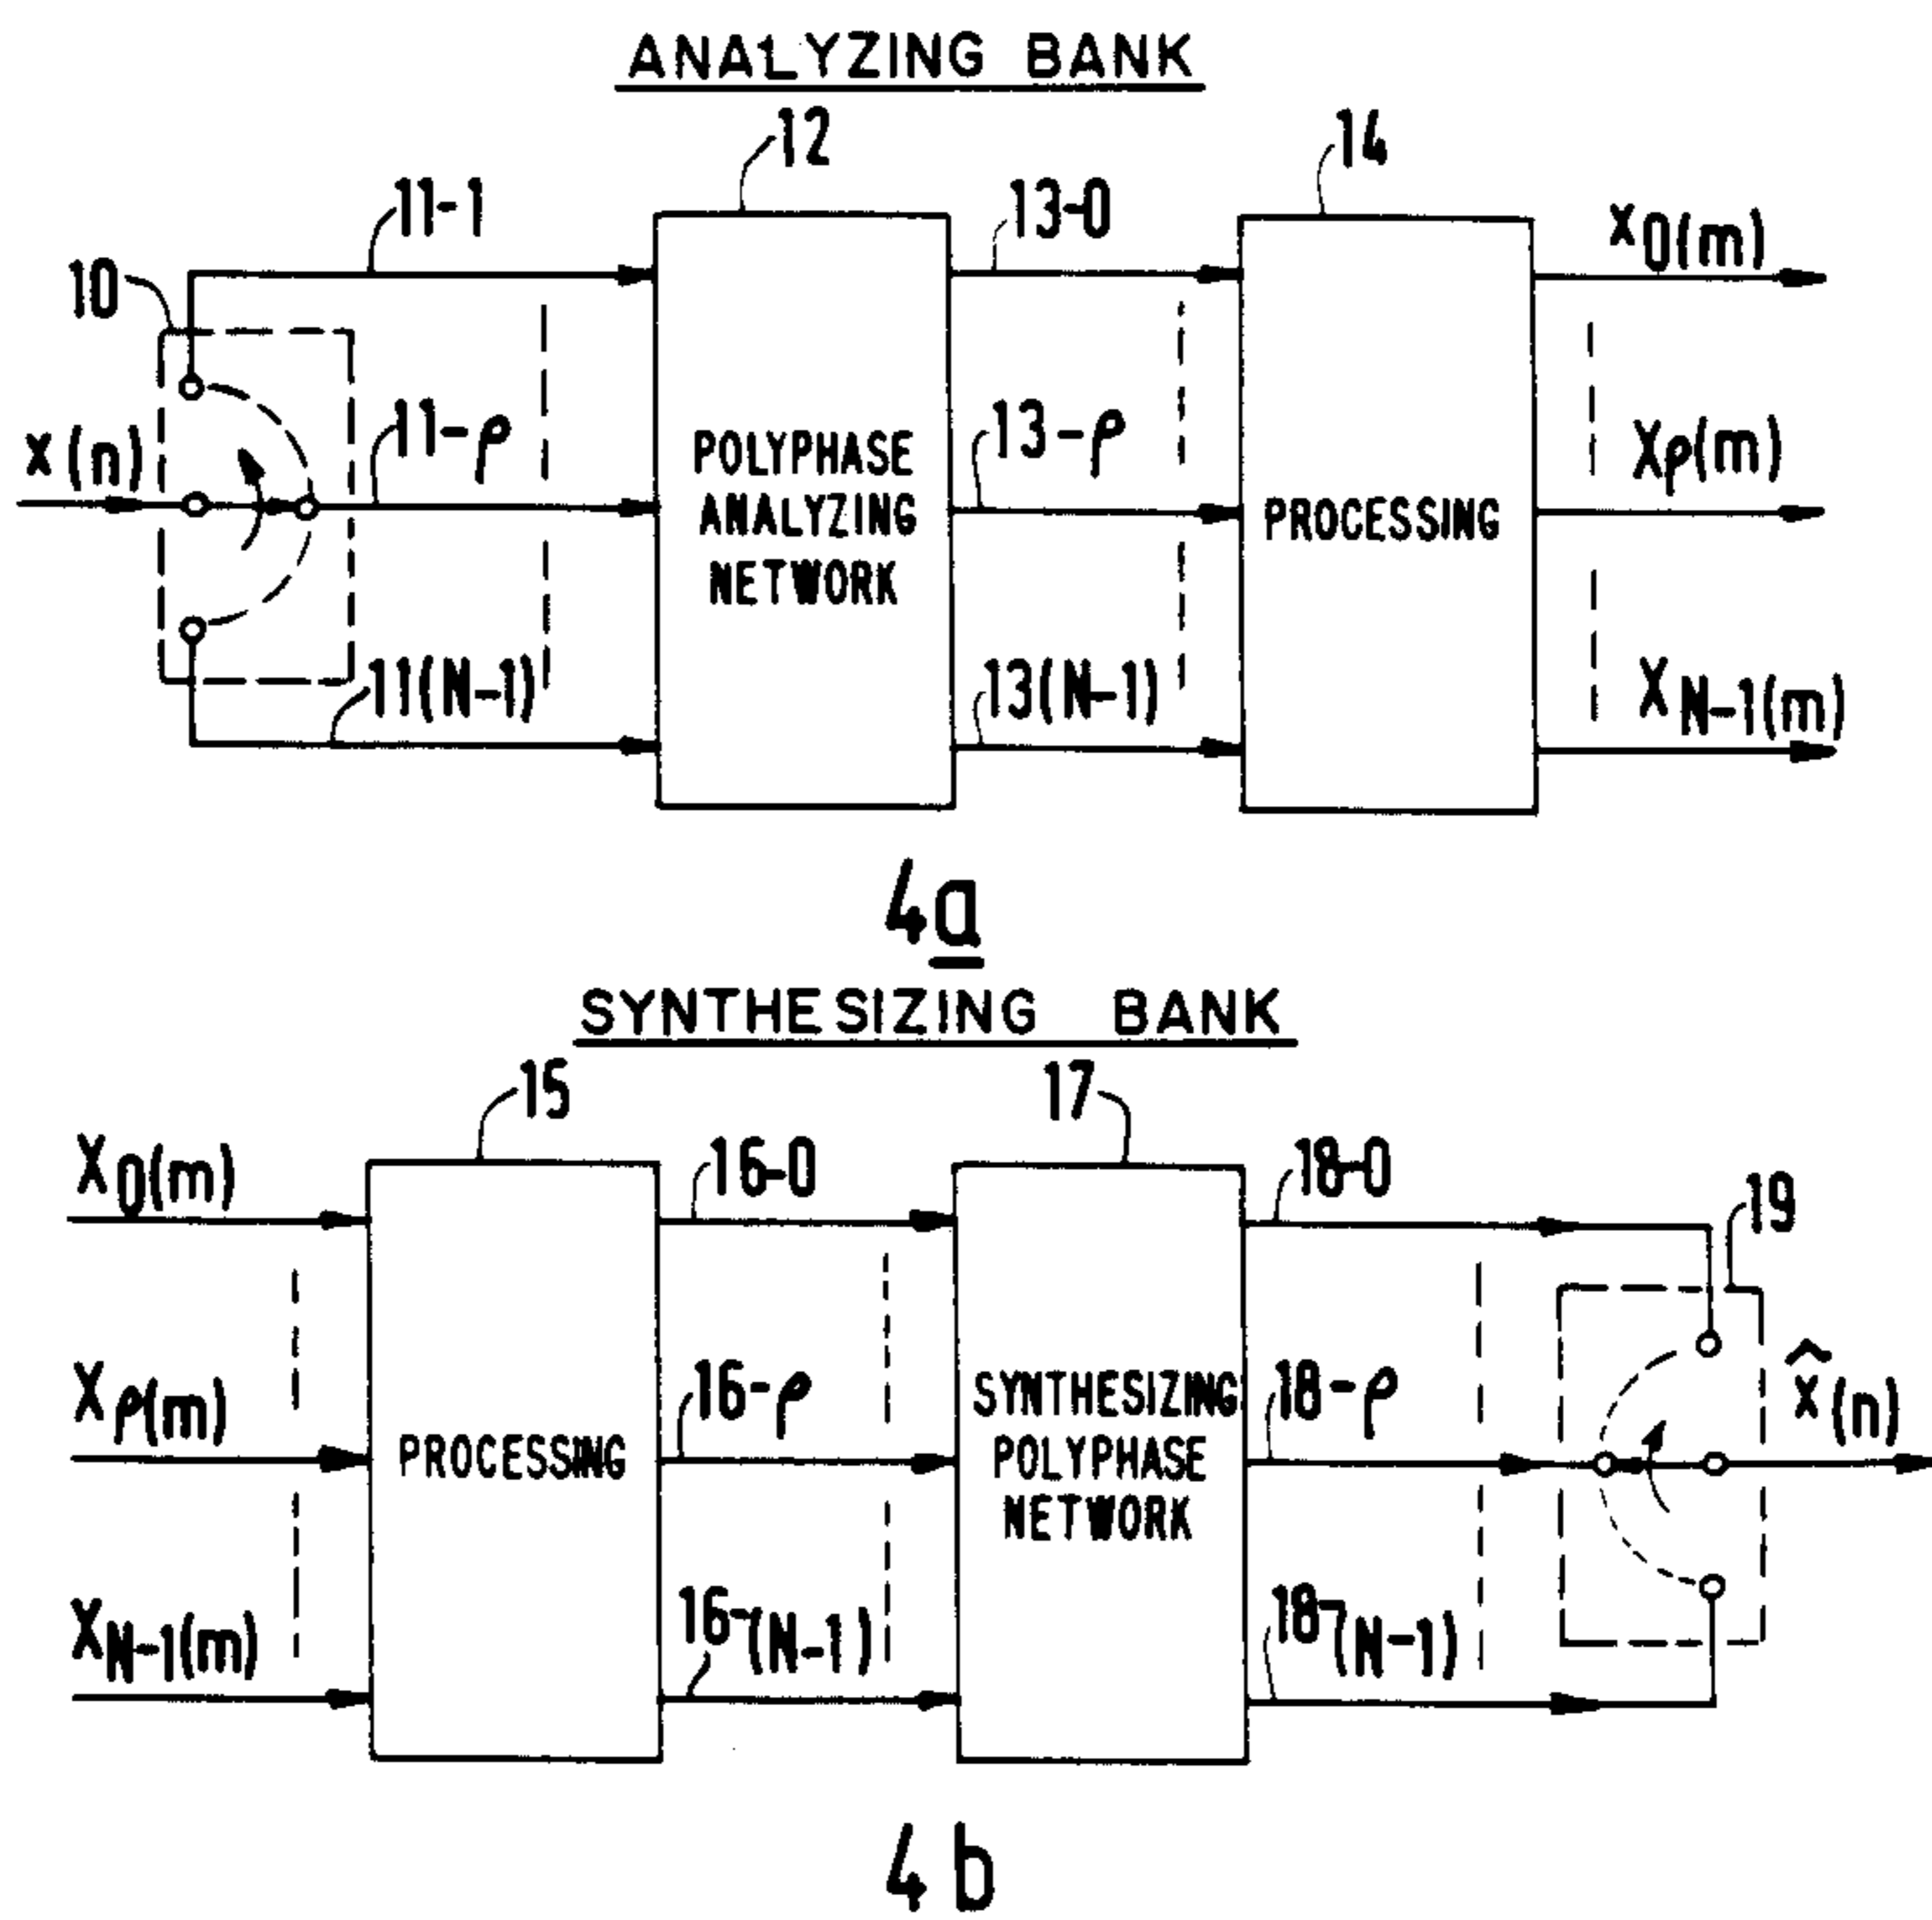 ANALYZING BANK
12
14
11-1
13-0
x0(m)
10
x(n)
11-ρ
13-ρ
Xρ(m)
POLYPHASE
ANALYZING
NETWORK
PROCESSING
11(N-1)
13(N-1)
XN-1(m)
4a
SYNTHESIZING BANK
15
17
X0(m)
16-0
18-0
19
Xρ(m)
16-ρ
18-ρ
x̂(n)
PROCESSING
SYNTHESIZING
POLYPHASE
NETWORK
XN-1(m)
16-(N-1)
18-(N-1)
4b